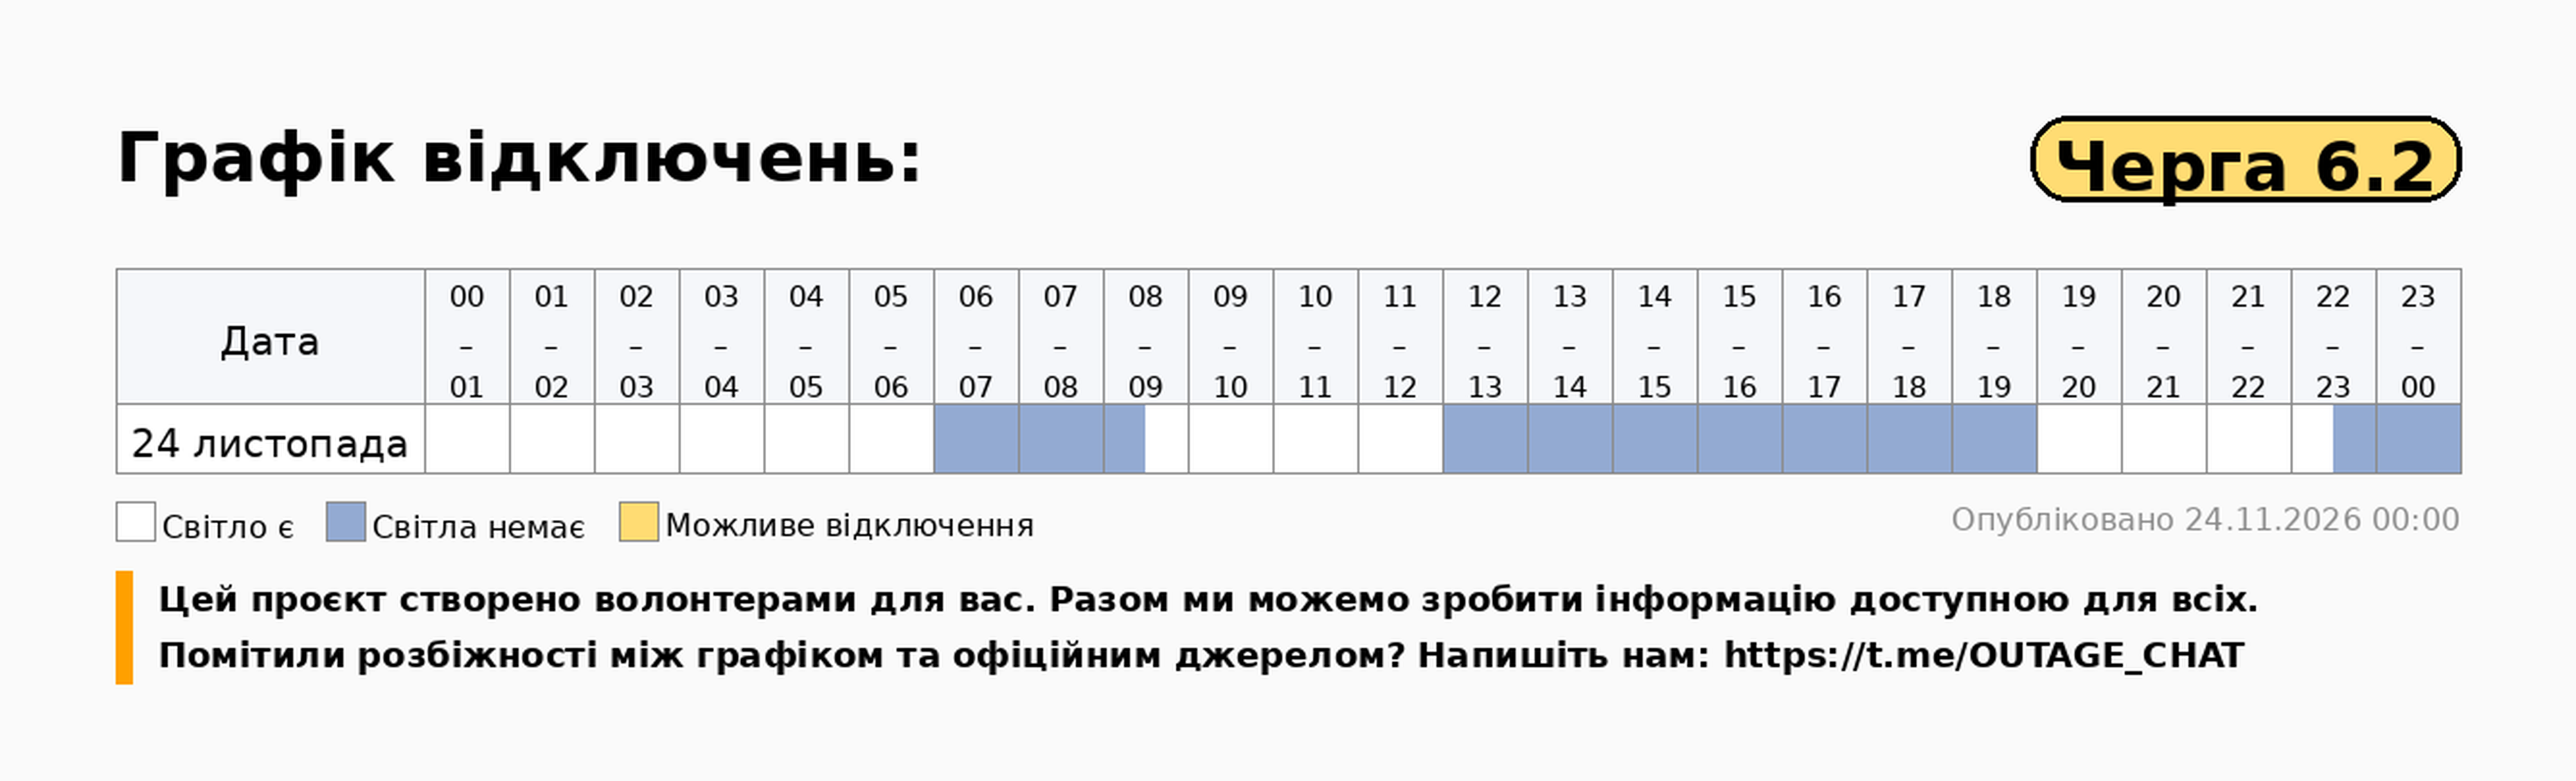 Графік відключень:
Черга 6.2
Дата
00 – 01
01 – 02
02 – 03
03 – 04
04 – 05
05 – 06
06 – 07
07 – 08
08 – 09
09 – 10
10 – 11
11 – 12
12 – 13
13 – 14
14 – 15
15 – 16
16 – 17
17 – 18
18 – 19
19 – 20
20 – 21
21 – 22
22 – 23
23 – 00
24 листопада
Світло є
Світла немає
Можливе відключення
Опубліковано 24.11.2026 00:00
Цей проєкт створено волонтерами для вас. Разом ми можемо зробити інформацію доступною для всіх.
Помітили розбіжності між графіком та офіційним джерелом? Напишіть нам: https://t.me/OUTAGE_CHAT